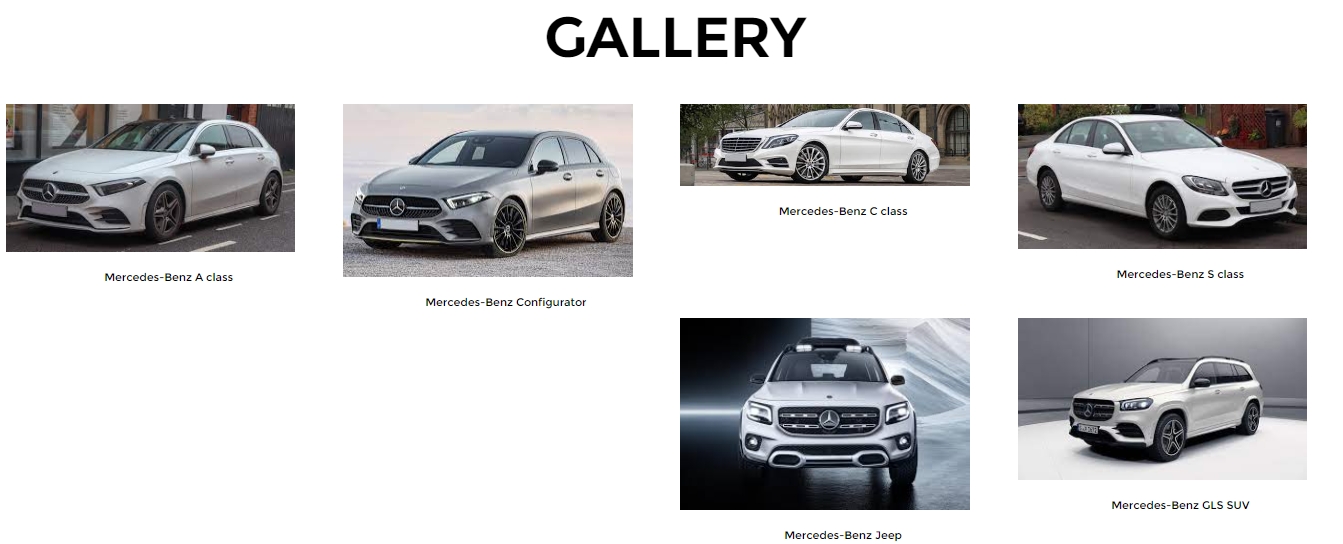 GALLERY
Mercedes-Benz A class
Mercedes-Benz Configurator
Mercedes-Benz C class
Mercedes-Benz S class
Mercedes-Benz Jeep
Mercedes-Benz GLS SUV